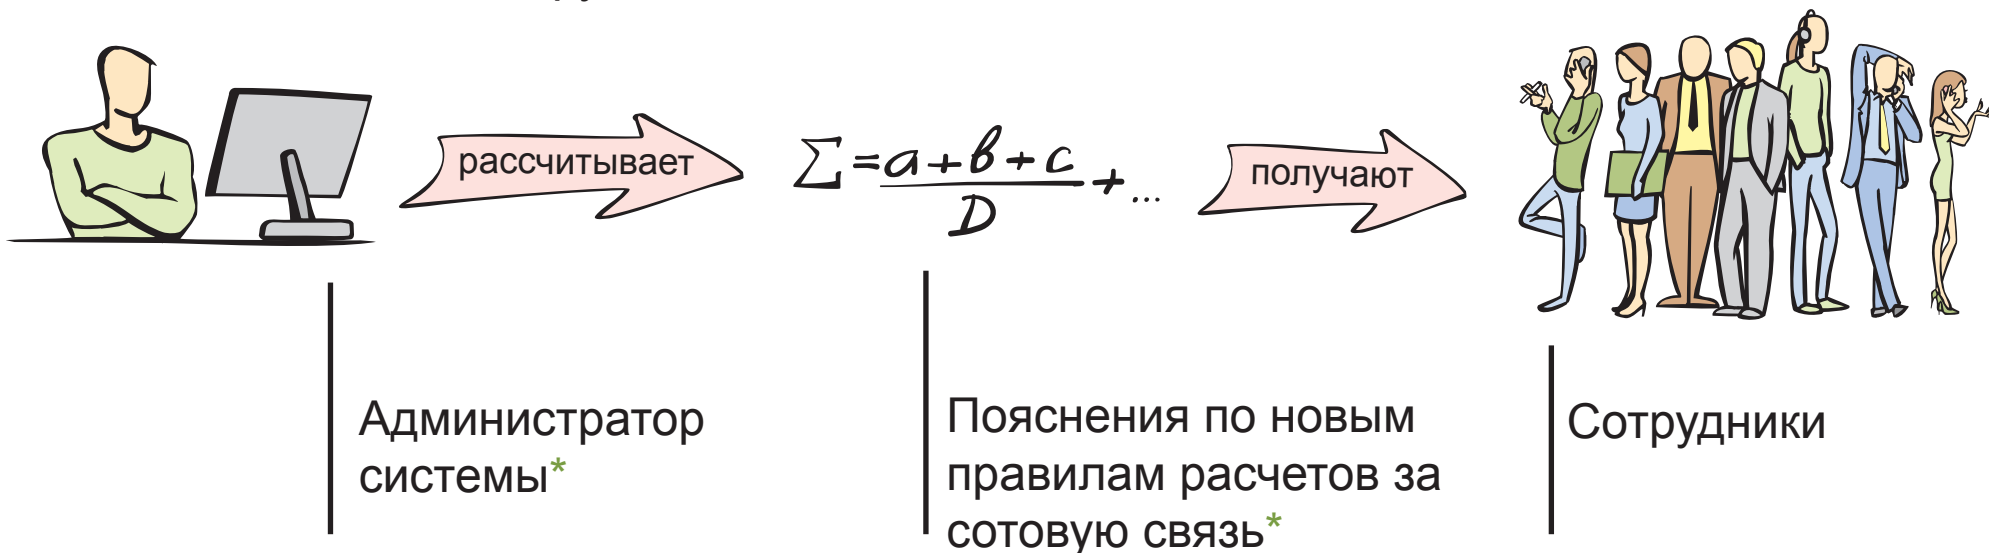 рассчитывает
∑ = a + b + c / D + ...
получают
Администратор
системы*
Пояснения по новым
правилам расчетов за
сотовую связь*
Сотрудники